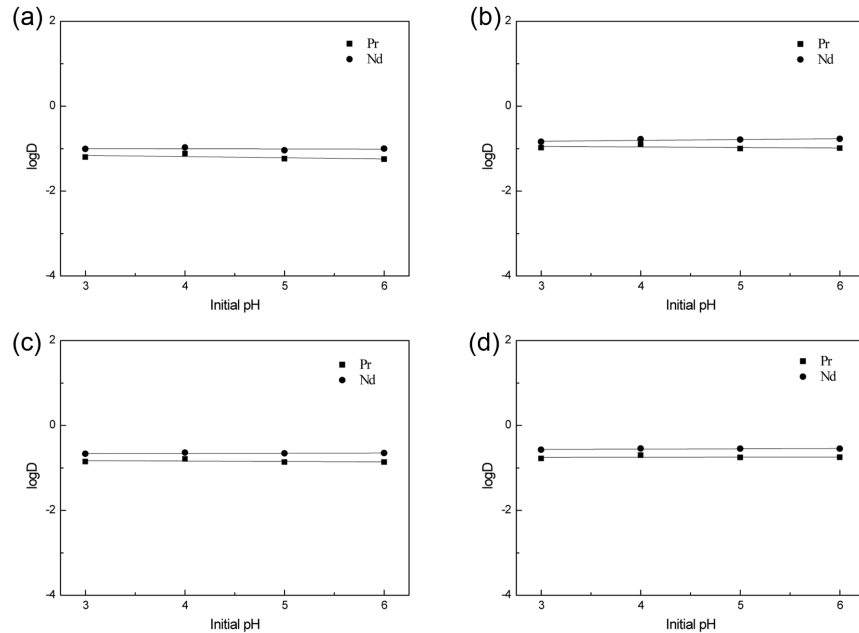 (a)
2
0
-2
-4
logD
Pr
Nd
3 4 5 6
Initial pH
(b)
2
0
-2
-4
logD
Pr
Nd
3 4 5 6
Initial pH
(c)
2
0
-2
-4
logD
Pr
Nd
3 4 5 6
Initial pH
(d)
2
0
-2
-4
logD
Pr
Nd
3 4 5 6
Initial pH